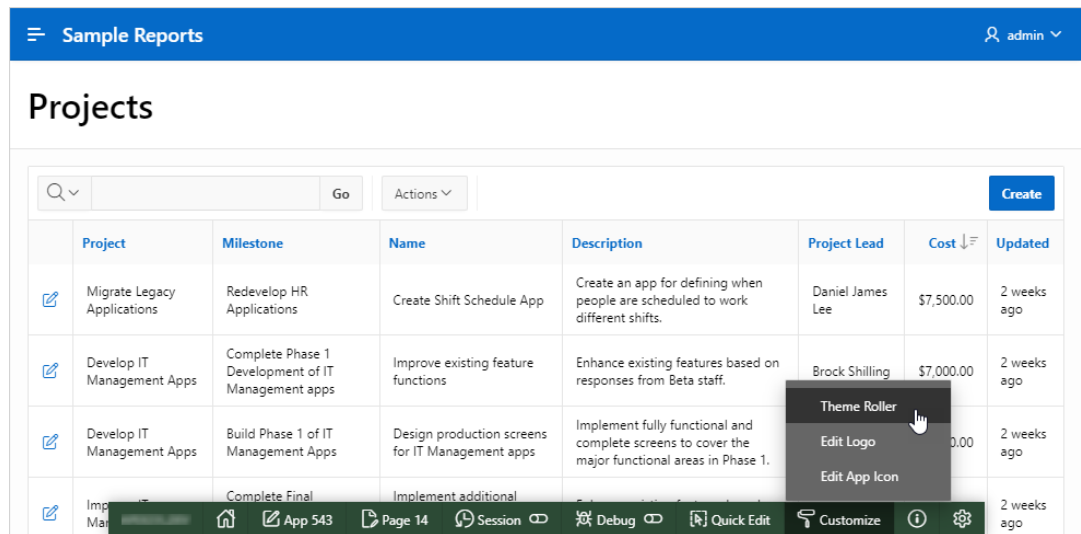 Sample Reports
admin
Projects
Go
Actions
Create
Project Milestone Name Description Project Lead Cost Updated
Migrate Legacy
Applications
Redevelop HR
Applications
Create Shift Schedule App
Create an app for defining when
people are scheduled to work
different shifts.
Daniel James
Lee
$7,500.00
2 weeks
ago
Develop IT
Management Apps
Complete Phase 1
Development of IT
Management apps
Improve existing feature
functions
Enhance existing features based on
responses from Beta staff.
Brock Shilling
$7,000.00
2 weeks
ago
Develop IT
Management Apps
Build Phase 1 of IT
Management Apps
Design production screens
for IT Management apps
Implement fully functional and
complete screens to cover the
major functional areas in Phase 1.
0.00
2 weeks
ago
Complete Final
Implement additional
2 weeks
ago
Theme Roller
Edit Logo
Edit App Icon
App 543
Page 14
Session
Debug
Quick Edit
Customize